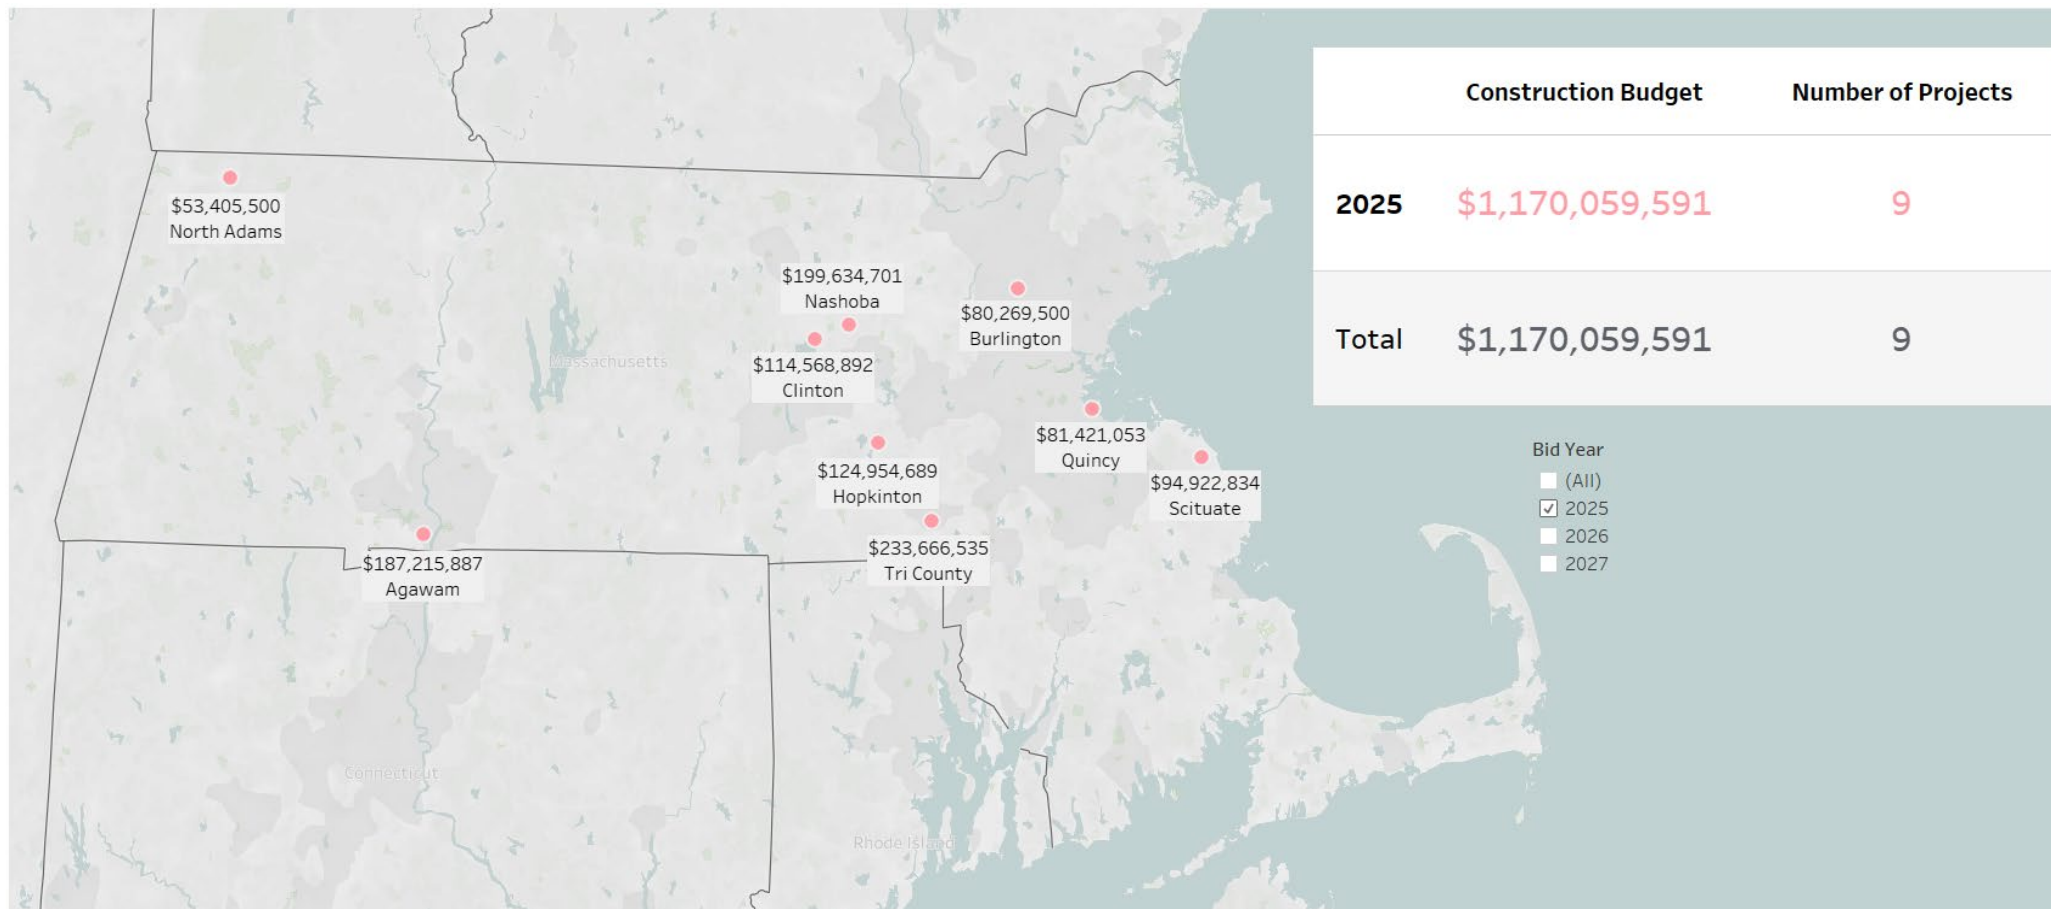 Construction Budget Number of Projects
2025 $1,170,059,591 9
Total $1,170,059,591 9
$53,405,500
North Adams
$199,634,701
Nashoba
$80,269,500
Burlington
Massachusetts
$114,568,892
Clinton
$81,421,053
Quincy
$124,954,689
Hopkinton
$94,922,834
Scituate
$233,666,535
Tri County
$187,215,887
Agawam
Connecticut
Rhode Island
Bid Year
(All)
2025
2026
2027